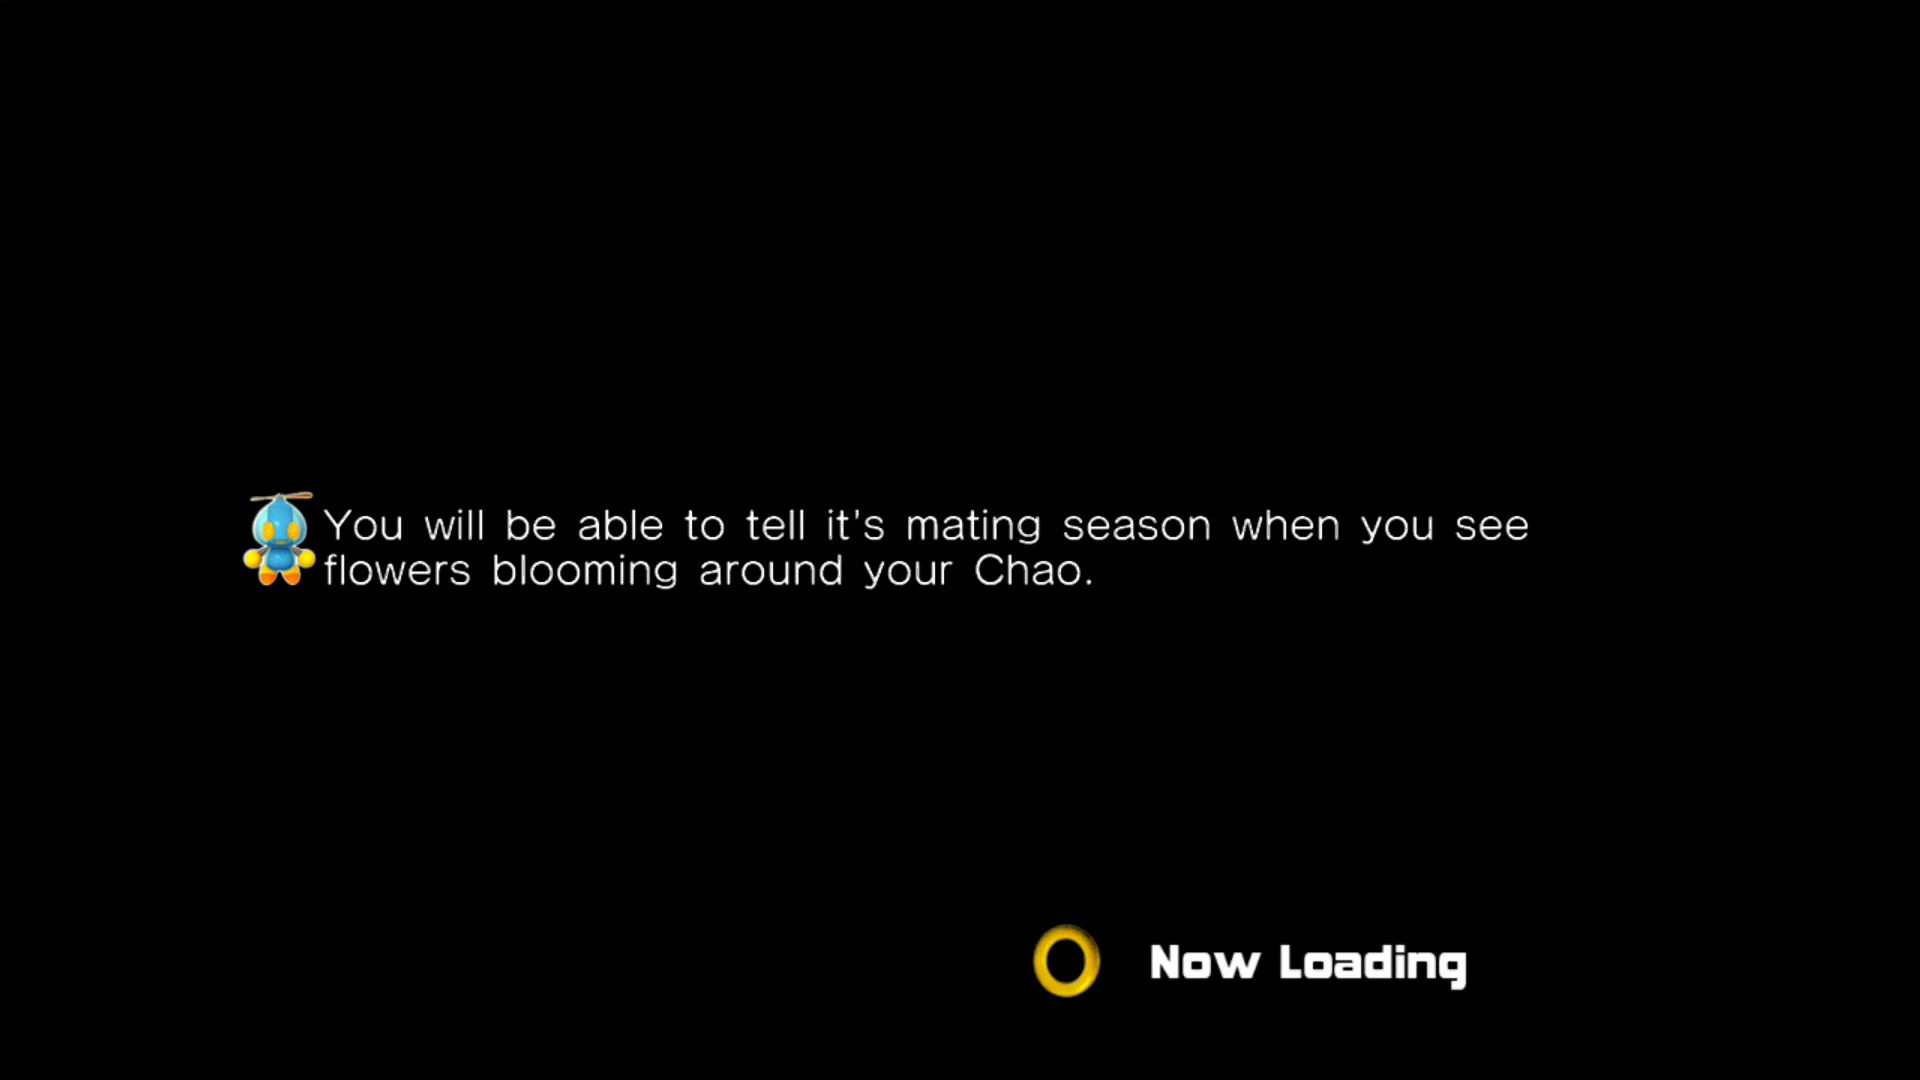 You will be able to tell it's mating season when you see
flowers blooming around your Chao.
Now Loading